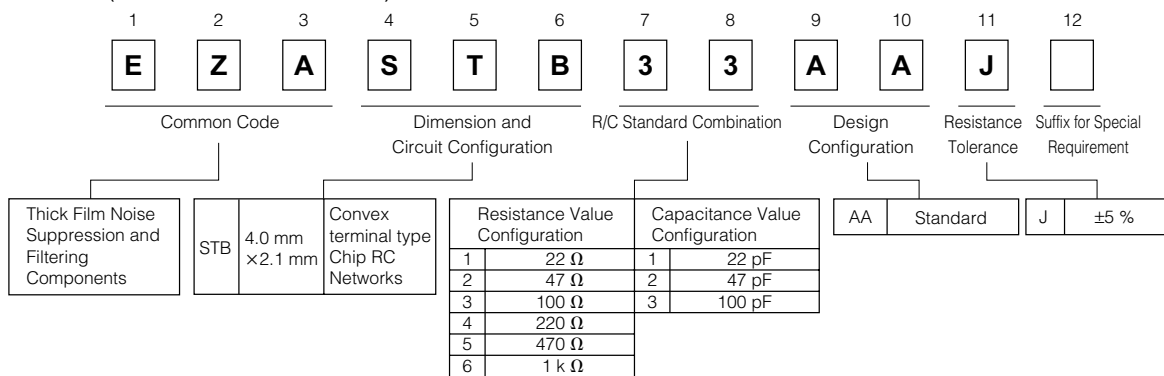 1 2 3 4 5 6 7 8 9 10 11 12
E Z A S T B 3 3 A A J
Common Code
Dimension and
Circuit Configuration
R/C Standard Combination
Design
Configuration
Resistance
Tolerance
Suffix for Special
Requirement
Thick Film Noise
Suppression and
Filtering
Components
STB
4.0 mm
×2.1 mm
Convex
terminal type
Chip RC
Networks
Resistance Value
Configuration
1 22 Ω
2 47 Ω
3 100 Ω
4 220 Ω
5 470 Ω
6 1 k Ω
Capacitance Value
Configuration
1 22 pF
2 47 pF
3 100 pF
AA Standard
J ±5 %